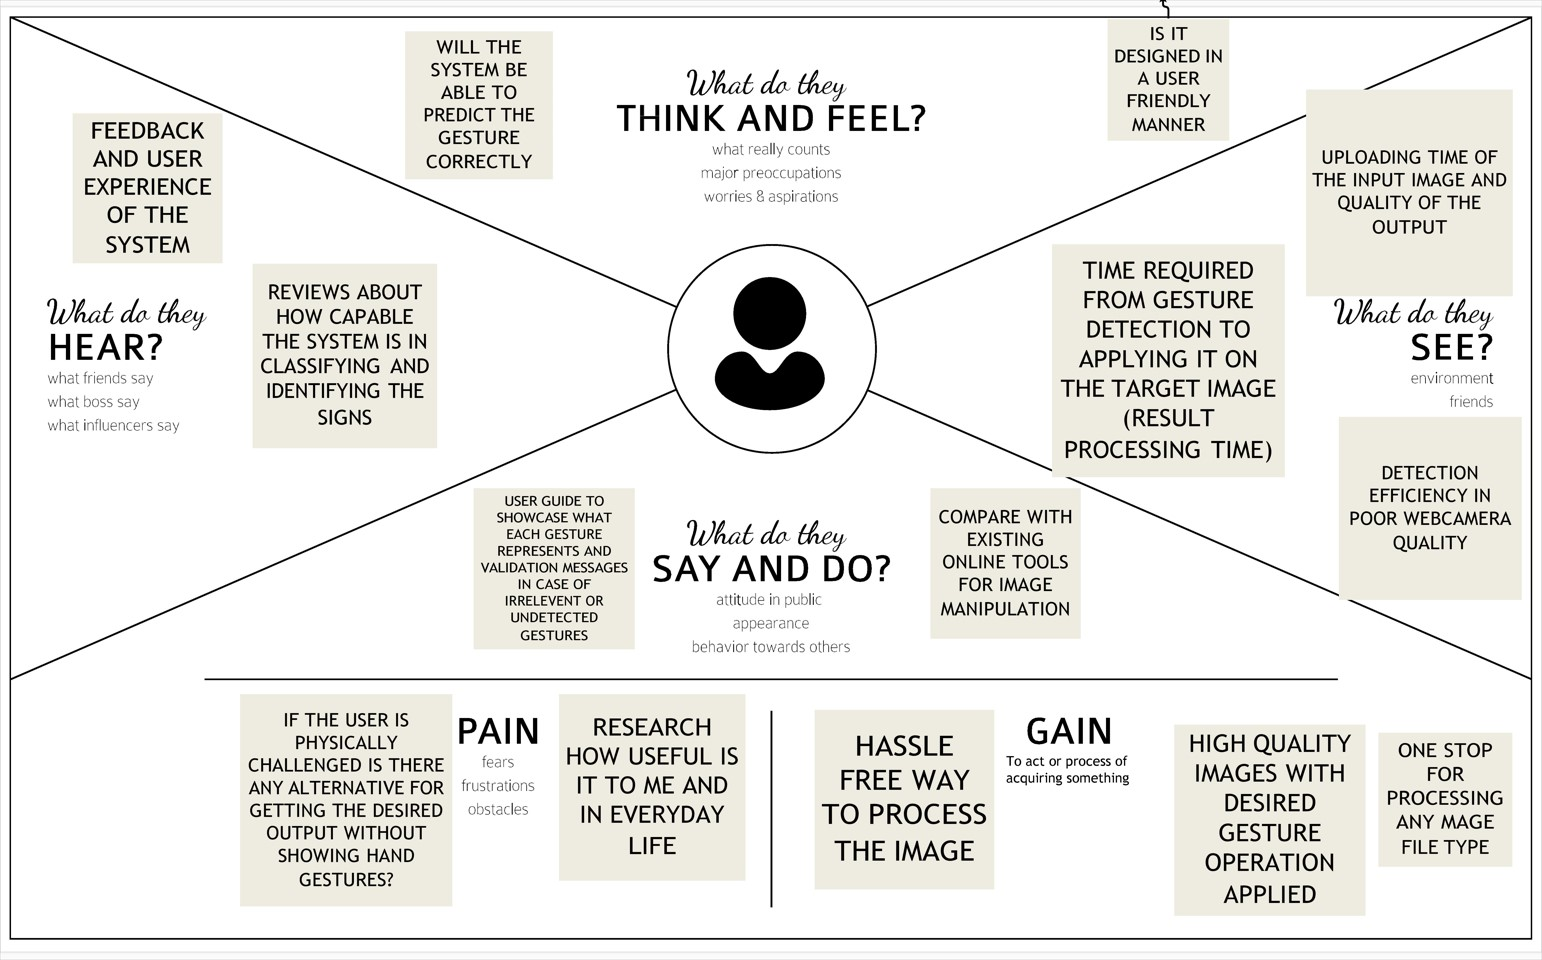 WILL THE
SYSTEM BE
ABLE TO
PREDICT THE
GESTURE
CORRECTLY
What do they
THINK AND FEEL?
what really counts
major preoccupations
worries & aspirations
IS IT
DESIGNED IN
A USER
FRIENDLY
MANNER
FEEDBACK
AND USER
EXPERIENCE
OF THE
SYSTEM
What do they
HEAR?
what friends say
what boss say
what influencers say
REVIEWS ABOUT
HOW CAPABLE
THE SYSTEM IS IN
CLASSIFYING AND
IDENTIFYING THE
SIGNS
TIME REQUIRED
FROM GESTURE
DETECTION TO
APPLYING IT ON
THE TARGET IMAGE
(RESULT
PROCESSING TIME)
UPLOADING TIME OF
THE INPUT IMAGE AND
QUALITY OF THE
OUTPUT
What do they
SEE?
environment
friends
DETECTION
EFFICIENCY IN
POOR WEBCAMERA
QUALITY
USER GUIDE TO
SHOWCASE WHAT
EACH GESTURE
REPRESENTS AND
VALIDATION MESSAGES
IN CASE OF
IRRELEVENT OR
UNDETECTED
GESTURES
What do they
SAY AND DO?
attitude in public
appearance
behavior towards others
COMPARE WITH
EXISTING
ONLINE TOOLS
FOR IMAGE
MANIPULATION
IF THE USER IS
PHYSICALLY
CHALLENGED IS THERE
ANY ALTERNATIVE FOR
GETTING THE DESIRED
OUTPUT WITHOUT
SHOWING HAND
GESTURES?
PAIN
fears
frustrations
obstacles
RESEARCH
HOW USEFUL IS
IT TO ME AND
IN EVERYDAY
LIFE
HASSLE
FREE WAY
TO PROCESS
THE IMAGE
GAIN
To act or process of
acquiring something
HIGH QUALITY
IMAGES WITH
DESIRED
GESTURE
OPERATION
APPLIED
ONE STOP
FOR
PROCESSING
ANY MAGE
FILE TYPE